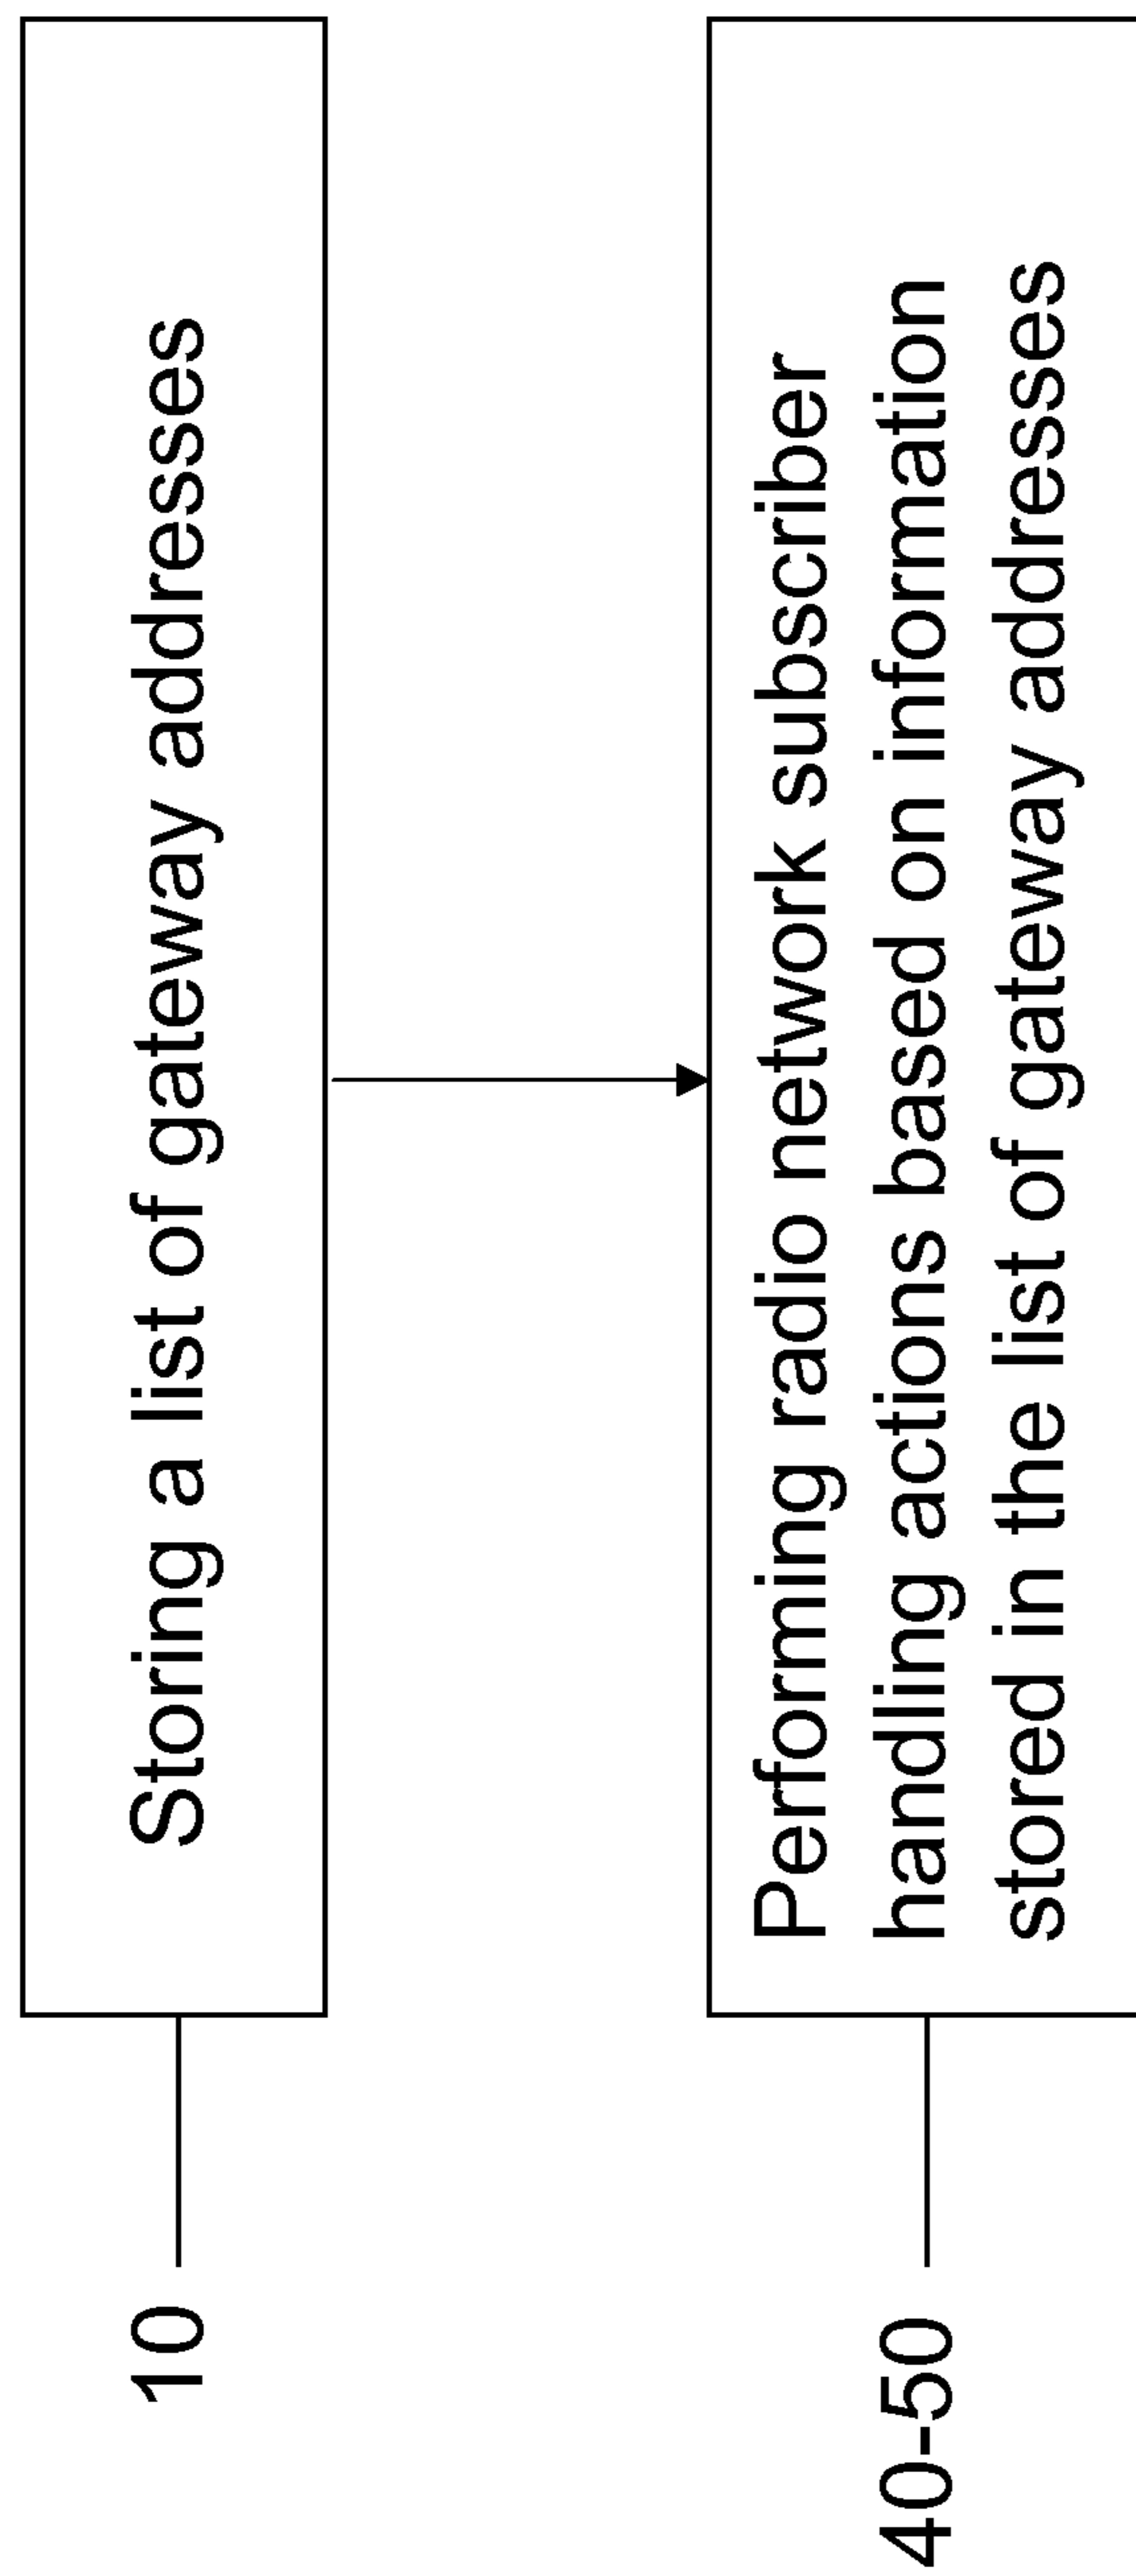 10
Storing a list of gateway addresses
40-50
Performing radio network subscriber
handling actions based on information
stored in the list of gateway addresses